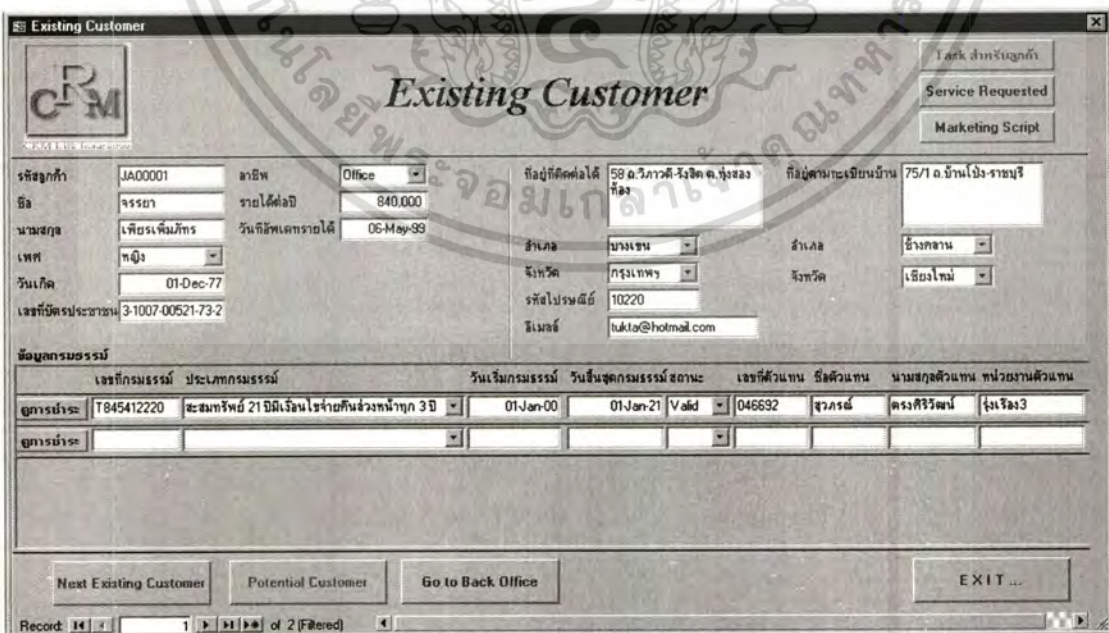 Existing Customer
CRM
Existing Customer
Task สำหรับลูกค้า
Service Requested
Marketing Script
รหัสลูกค้า JA00001 อาชีพ Office ที่อยู่ที่ติดต่อได้ 58 ถ.วิภาวดี-รังสิต ต.ทุ่งสองห้อง ที่อยู่ตามทะเบียนบ้าน 75/1 ถ.บ้านโป่ง-ราชบุรี
ชื่อ จรรยา รายได้ต่อปี 840,000
นามสกุล เพียรเพิ่มภัทร วันที่อัพเดทรายได้ 06-May-99
เพศ หญิง อำเภอ บางเขน อำเภอ ช้างคลาน
วันเกิด 01-Dec-77 จังหวัด กรุงเทพฯ จังหวัด เชียงใหม่
เลขที่บัตรประชาชน 3-1007-00521-73-2 รหัสไปรษณีย์ 10220
อีเมลล์ tukta@hotmail.com
ข้อมูลกรมธรรม์
เลขที่กรมธรรม์ ประเภทกรมธรรม์ วันเริ่มกรมธรรม์ วันสิ้นสุดกรมธรรม์ สถานะ เลขที่ตัวแทน ชื่อตัวแทน นามสกุลตัวแทน หน่วยงานตัวแทน
ดูการชำระ T845412220 สะสมทรัพย์ 21 ปีมีเงื่อนไขจ่ายคืนล่วงหน้าทุก 3 ปี 01-Jan-00 01-Jan-21 Valid 046692 สุวภรณ์ ตรงศิริวัฒน์ รุ่งเรือง3
ดูการชำระ
Next Existing Customer Potential Customer Go to Back Office EXIT ...
Record: 1 of 2 (Filtered)